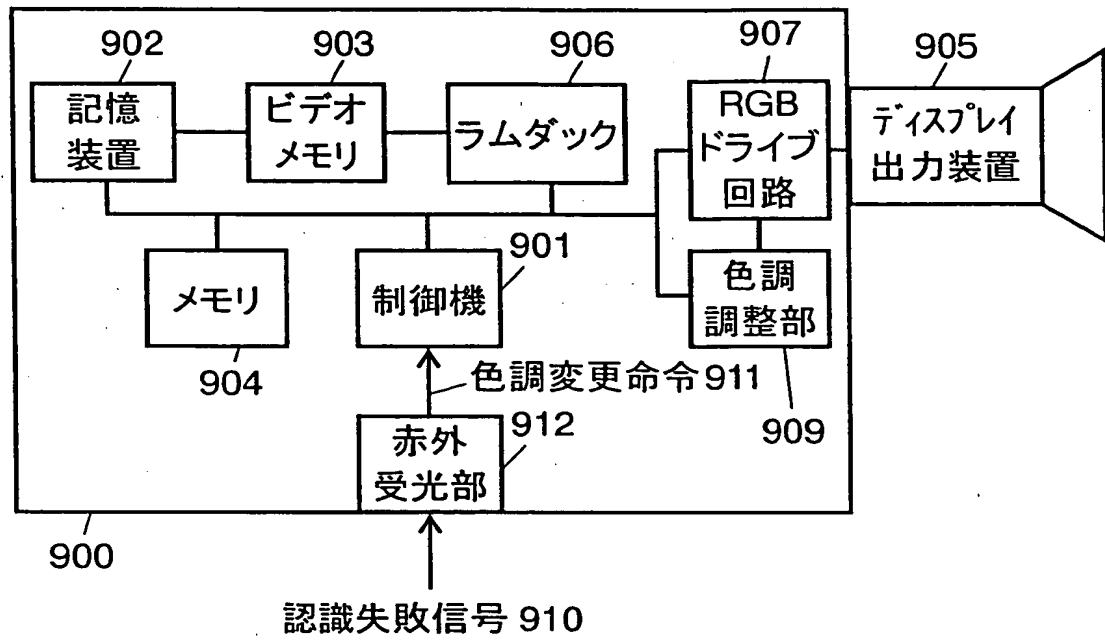 902
903
906
907
905
記憶
装置
ビデオ
メモリ
ラムダック
RGB
ドライブ
回路
ディスプレイ
出力装置
901
メモリ
制御機
色調
調整部
904
色調変更命令911
912
909
赤外
受光部
900
認識失敗信号 910